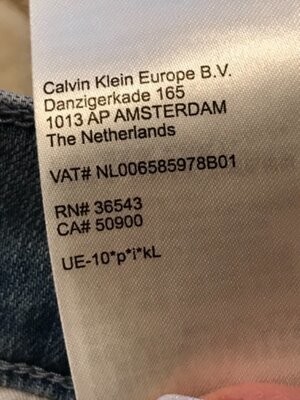 Calvin Klein Europe B.V.
Danzigerkade 165
1013 AP AMSTERDAM
The Netherlands
VAT# NL006585978B01
RN# 36543
CA# 50900
UE-10*p*i*kL